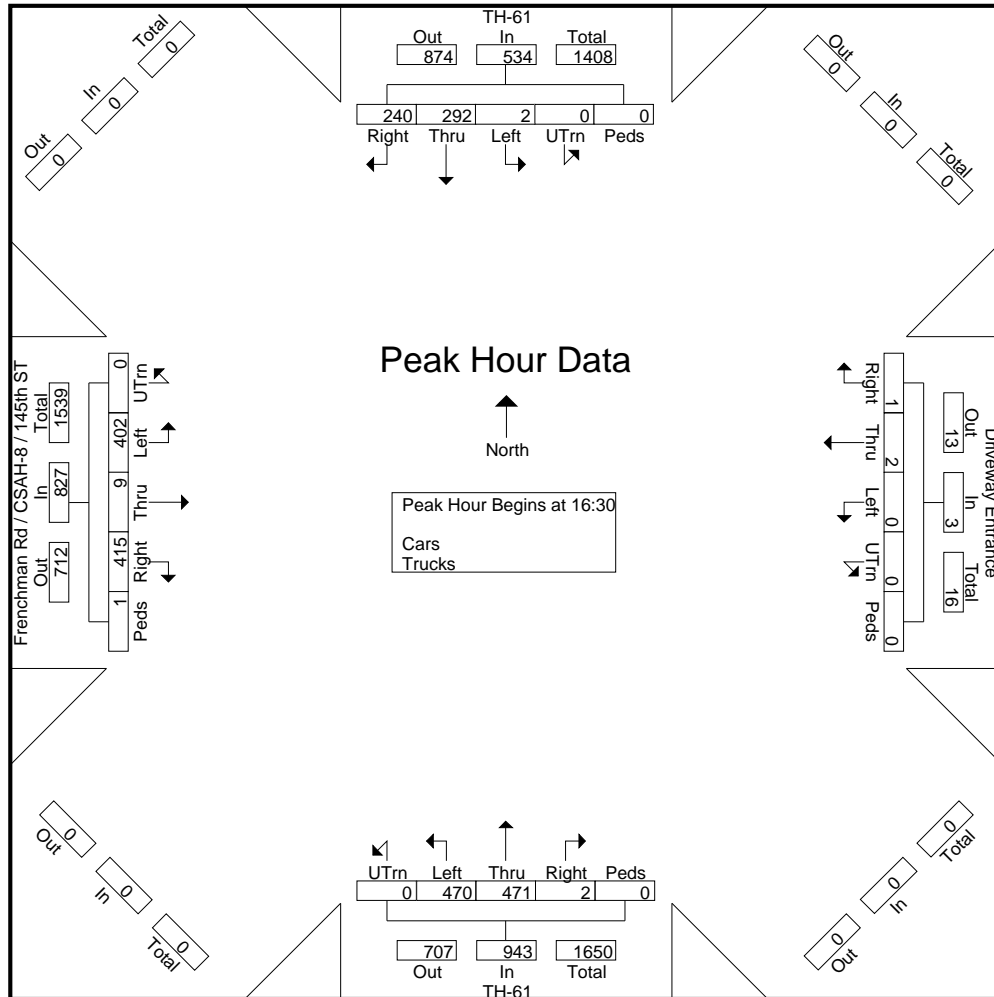 TH-61
Out In Total
874 534 1408
240 292 2 0 0
Right Thru Left UTrn Peds
Total
0
In
0
Out
0
Out
0
In
0
Total
0
Frenchman Rd / CSAH-8 / 145th ST
Out In Total
712 827 1539
1 415 9 402 0
Peds Right Thru Left UTrn
Peak Hour Data
North
Peak Hour Begins at 16:30
Cars
Trucks
Right Thru Left UTrn Peds
1 2 0 0 0
Out In Total
13 3 16
Driveway Entrance
0
Out
0
In
0
Total
0
Total
0
In
0
Out
UTrn Left Thru Right Peds
0 470 471 2 0
707 943 1650
Out In Total
TH-61